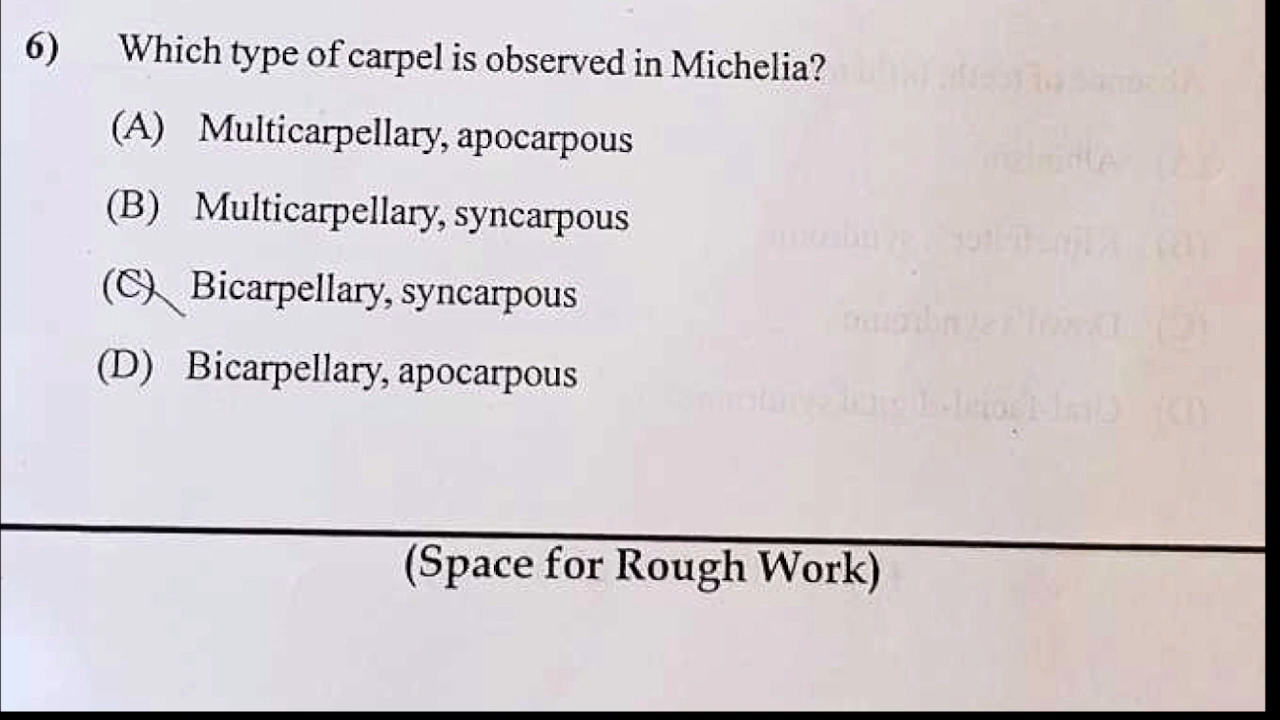 6) Which type of carpel is observed in Michelia?
(A) Multicarpellary, apocarpous
(B) Multicarpellary, syncarpous
(C) Bicarpellary, syncarpous
(D) Bicarpellary, apocarpous
(Space for Rough Work)